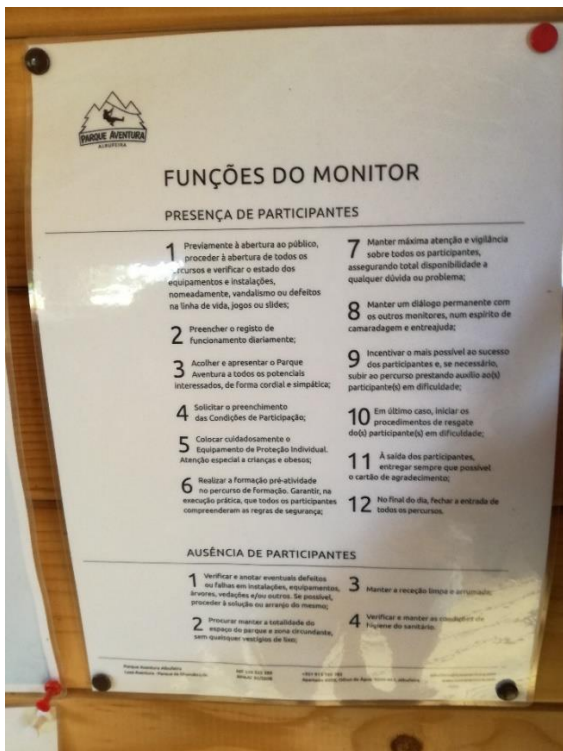 PARQUE AVENTURA
ALBUFEIRA
FUNÇÕES DO MONITOR
PRESENÇA DE PARTICIPANTES
1 Previamente à abertura ao público,
proceder à abertura de todos os
percursos e verificar o estado dos
equipamentos e instalações,
nomeadamente, vandalismo ou defeitos
na linha de vida, jogos ou slides;
2 Preencher o registo de
funcionamento diariamente;
3 Acolher e apresentar o Parque
Aventura a todos os potenciais
interessados, de forma cordial e simpática;
4 Solicitar o preenchimento
das Condições de Participação;
5 Colocar cuidadosamente o
Equipamento de Proteção Individual.
Atenção especial a crianças e obesos;
6 Realizar a formação pré-atividade
no percurso de formação. Garantir, na
execução prática, que todos os participantes
compreenderam as regras de segurança;
7 Manter máxima atenção e vigilância
sobre todos os participantes,
assegurando total disponibilidade a
qualquer dúvida ou problema;
8 Manter um diálogo permanente com
os outros monitores, num espírito de
camaradagem e entreajuda;
9 Incentivar o mais possível ao sucesso
dos participantes e, se necessário,
subir ao percurso prestando auxílio ao(s)
participante(s) em dificuldade;
10 Em último caso, iniciar os
procedimentos de resgate
do(s) participante(s) em dificuldade;
11 À saída dos participantes,
entregar sempre que possível
o cartão de agradecimento;
12 No final do dia, fechar a entrada de
todos os percursos.
AUSÊNCIA DE PARTICIPANTES
1 Verificar e anotar eventuais defeitos
ou falhas em instalações, equipamentos,
árvores, vedações e/ou outros. Se possível,
proceder à solução ou arranjo do mesmo;
2 Procurar manter a totalidade do
espaço do parque e zona circundante,
sem quaisquer vestígios de lixo;
3 Manter a receção limpa e arrumada;
4 Verificar e manter as condições de
higiene do sanitário.
Parque Aventura Albufeira